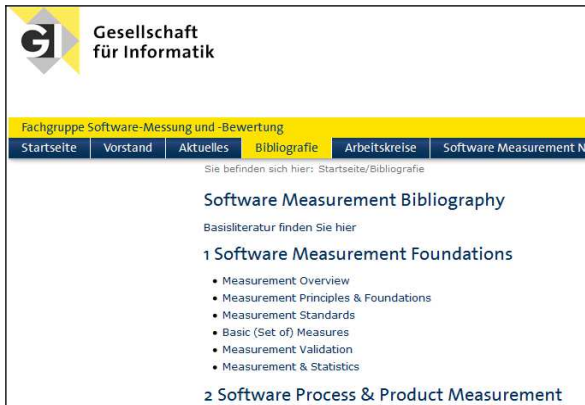 GI
Gesellschaft
für Informatik
Fachgruppe Software-Messung und -Bewertung
Startseite Vorstand Aktuelles Bibliografie Arbeitskreise Software Measurement N
Sie befinden sich hier: Startseite/Bibliografie
Software Measurement Bibliography
Basisliteratur finden Sie hier
1 Software Measurement Foundations
• Measurement Overview
• Measurement Principles & Foundations
• Measurement Standards
• Basic (Set of) Measures
• Measurement Validation
• Measurement & Statistics
2 Software Process & Product Measurement